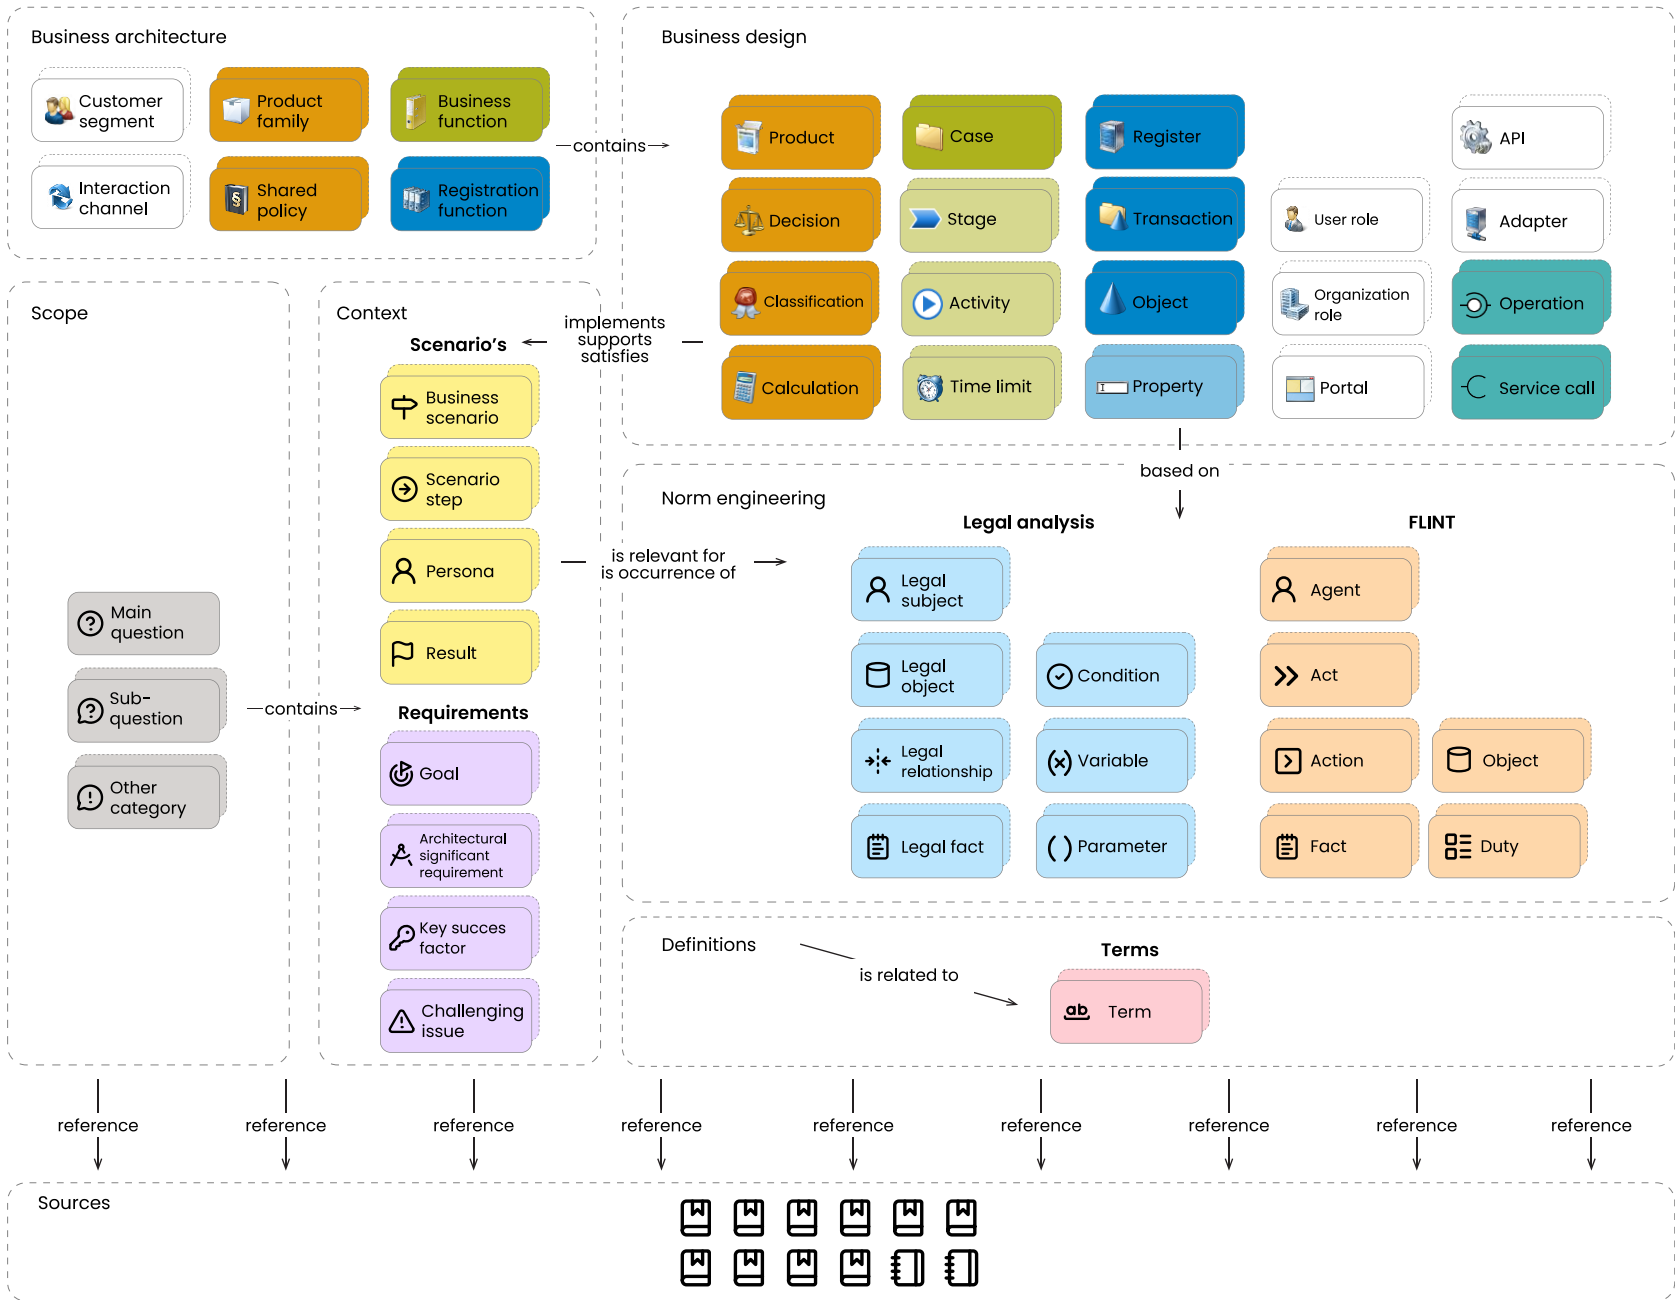 Business architecture
Customer
segment
Product
family
Business
function
Interaction
channel
Shared
policy
Registration
function
contains
Business design
Product
Case
Register
API
Decision
Stage
Transaction
User role
Adapter
Classification
Activity
Object
Organization
role
Operation
Calculation
Time limit
Property
Portal
Service call
implements
supports
satisfies
Scope
Main
question
Sub-
question
Other
category
contains
Context
Scenario's
Business
scenario
Scenario
step
Persona
Result
Requirements
Goal
Architectural
significant
requirement
Key succes
factor
Challenging
issue
is relevant for
is occurrence of
based on
Norm engineering
Legal analysis
Legal
subject
Legal
object
Condition
Legal
relationship
Variable
Legal fact
Parameter
FLINT
Agent
Act
Action
Object
Fact
Duty
Definitions
is related to
Terms
ab
Term
reference
reference
reference
reference
reference
reference
reference
reference
reference
Sources